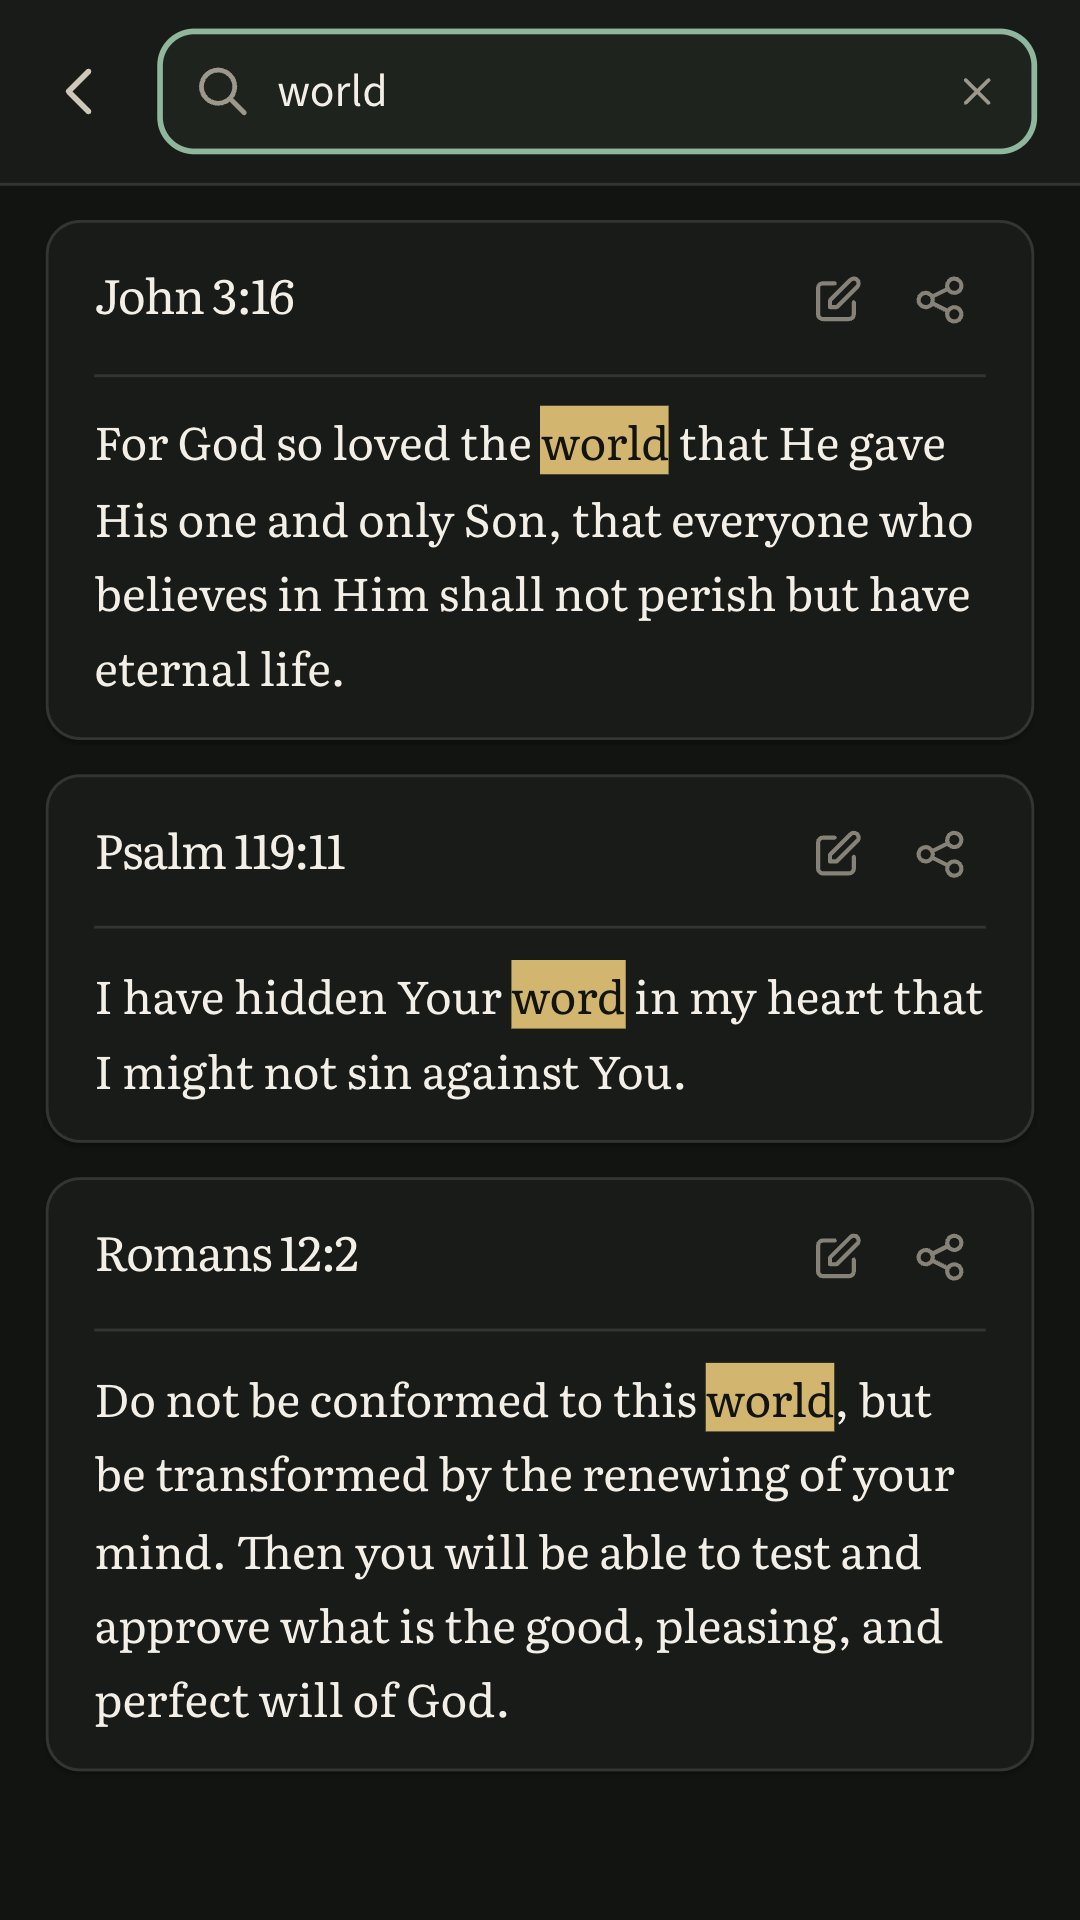 world
John 3:16
For God so loved the world that He gave
His one and only Son, that everyone who
believes in Him shall not perish but have
eternal life.
Psalm 119:11
I have hidden Your word in my heart that
I might not sin against You.
Romans 12:2
Do not be conformed to this world, but
be transformed by the renewing of your
mind. Then you will be able to test and
approve what is the good, pleasing, and
perfect will of God.